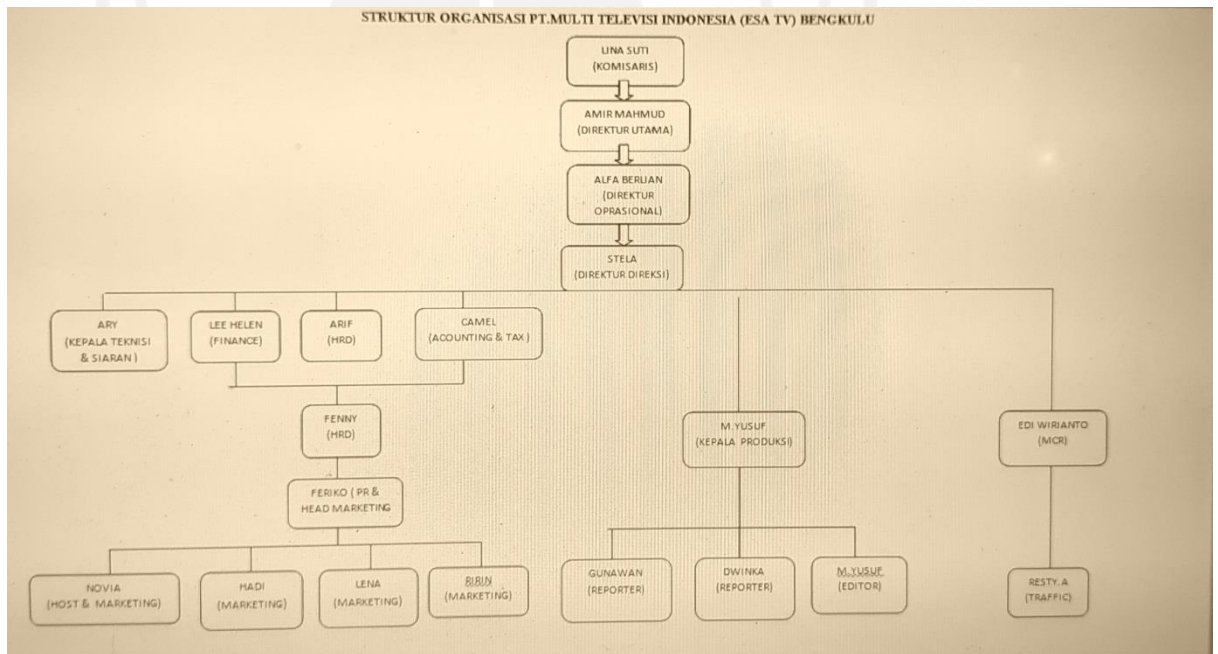 STRUKTUR ORGANISASI PT.MULTI TELEVISI INDONESIA (ESA TV) BENGKULU
LINA SUTI
(KOMISARIS)
AMIR MAHMUD
(DIREKTUR UTAMA)
ALFA BERLIAN
(DIREKTUR
OPRASIONAL)
STELA
(DIREKTUR DIREKSI)
ARY
(KEPALA TEKNISI
& SIARAN )
LEE HELEN
(FINANCE)
ARIF
(HRD)
CAMEL
(ACOUNTING & TAX)
FENNY
(HRD)
M.YUSUF
(KEPALA PRODUKSI)
EDI WIRIANTO
(MCR)
FERIKO ( PR &
HEAD MARKETING
NOVIA
(HOST & MARKETING)
HADI
(MARKETING)
LENA
(MARKETING)
BIBIN
(MARKETING)
GUNAWAN
(REPORTER)
DWINKA
(REPORTER)
M.YUSUF
(EDITOR)
RESTY.A
(TRAFFIC)